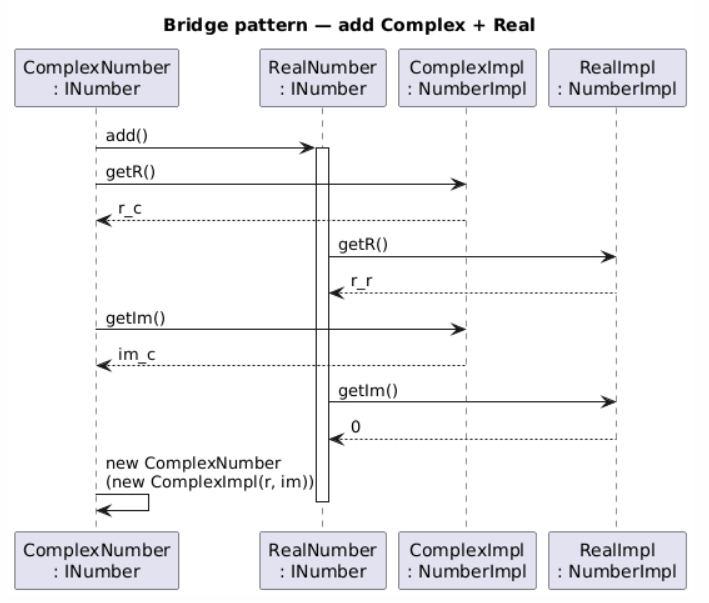 Bridge pattern — add Complex + Real
ComplexNumber
: INumber
RealNumber
: INumber
ComplexImpl
: NumberImpl
RealImpl
: NumberImpl
add()
getR()
r_c
getR()
r_r
getIm()
im_c
getIm()
0
new ComplexNumber
(new ComplexImpl(r, im))
ComplexNumber
: INumber
RealNumber
: INumber
ComplexImpl
: NumberImpl
RealImpl
: NumberImpl